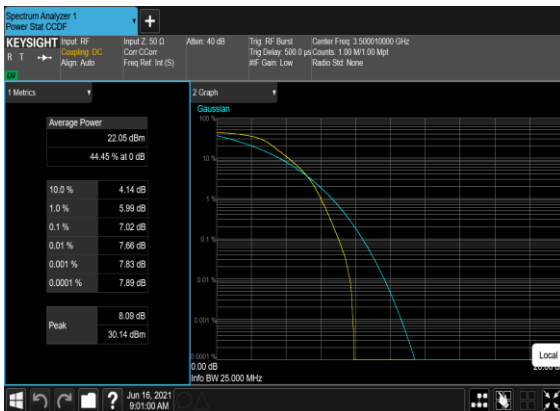 Spectrum Analyzer 1
Power Stat CCDF
+
KEYSIGHT
R T
LV
Input: RF
Coupling: DC
Align: Auto
Input Z: 50 Ω
Corr CCorr
Freq Ref: Int (S)
Atten: 40 dB
Trig: RF Burst
Trig Delay: 500.0 µs
#IF Gain: Low
Center Freq: 3.500010000 GHz
Counts: 1.00 M/1.00 Mpt
Radio Std: None
1 Metrics
Average Power
22.05 dBm
44.45 % at 0 dB
10.0 % 4.14 dB
1.0 % 5.99 dB
0.1 % 7.02 dB
0.01 % 7.66 dB
0.001 % 7.83 dB
0.0001 % 7.89 dB
Peak
8.09 dB
30.14 dBm
2 Graph
Gaussian
100 %
10 %
1 %
0.1 %
0.01 %
0.001 %
0.0001 %
0.00 dB
Info BW 25.000 MHz
Local
?
Jun 16, 2021
9:01:00 AM